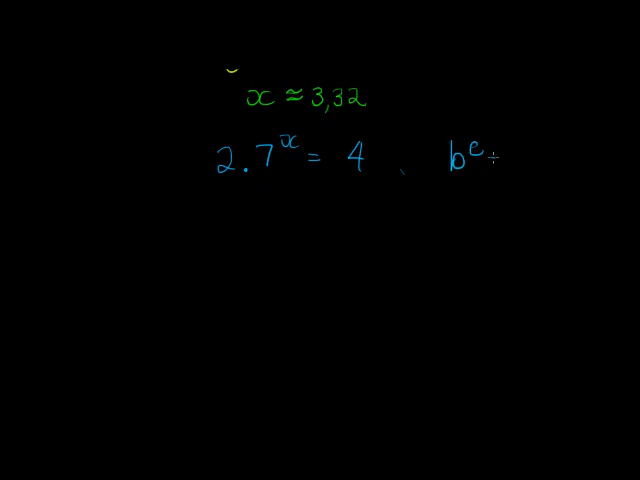 x ≈ 3,32
2 . 7^x = 4 , b^e =